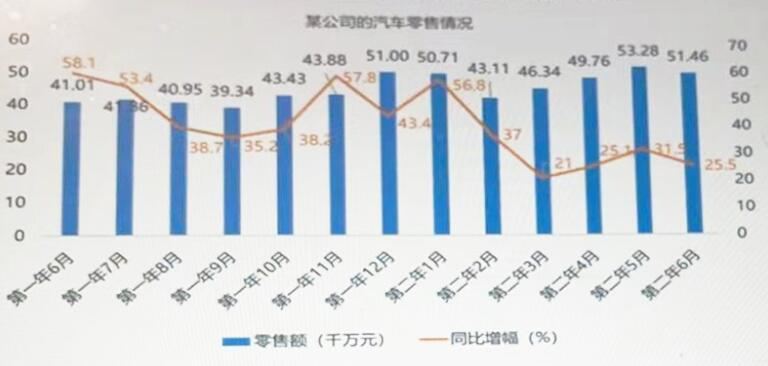 某公司的汽车零售情况
60
50
40
30
20
10
0
70
60
50
40
30
20
10
0
41.01
41.86
40.95
39.34
43.43
43.88
51.00
50.71
43.11
46.34
49.76
53.28
51.46
58.1
53.4
38.7
35.2
38.2
57.8
43.4
56.8
37
21
25.1
31.5
25.5
第一年6月
第一年7月
第一年8月
第一年9月
第一年10月
第一年11月
第一年12月
第二年1月
第二年2月
第二年3月
第二年4月
第二年5月
第二年6月
零售额（千万元） 同比增幅（%）